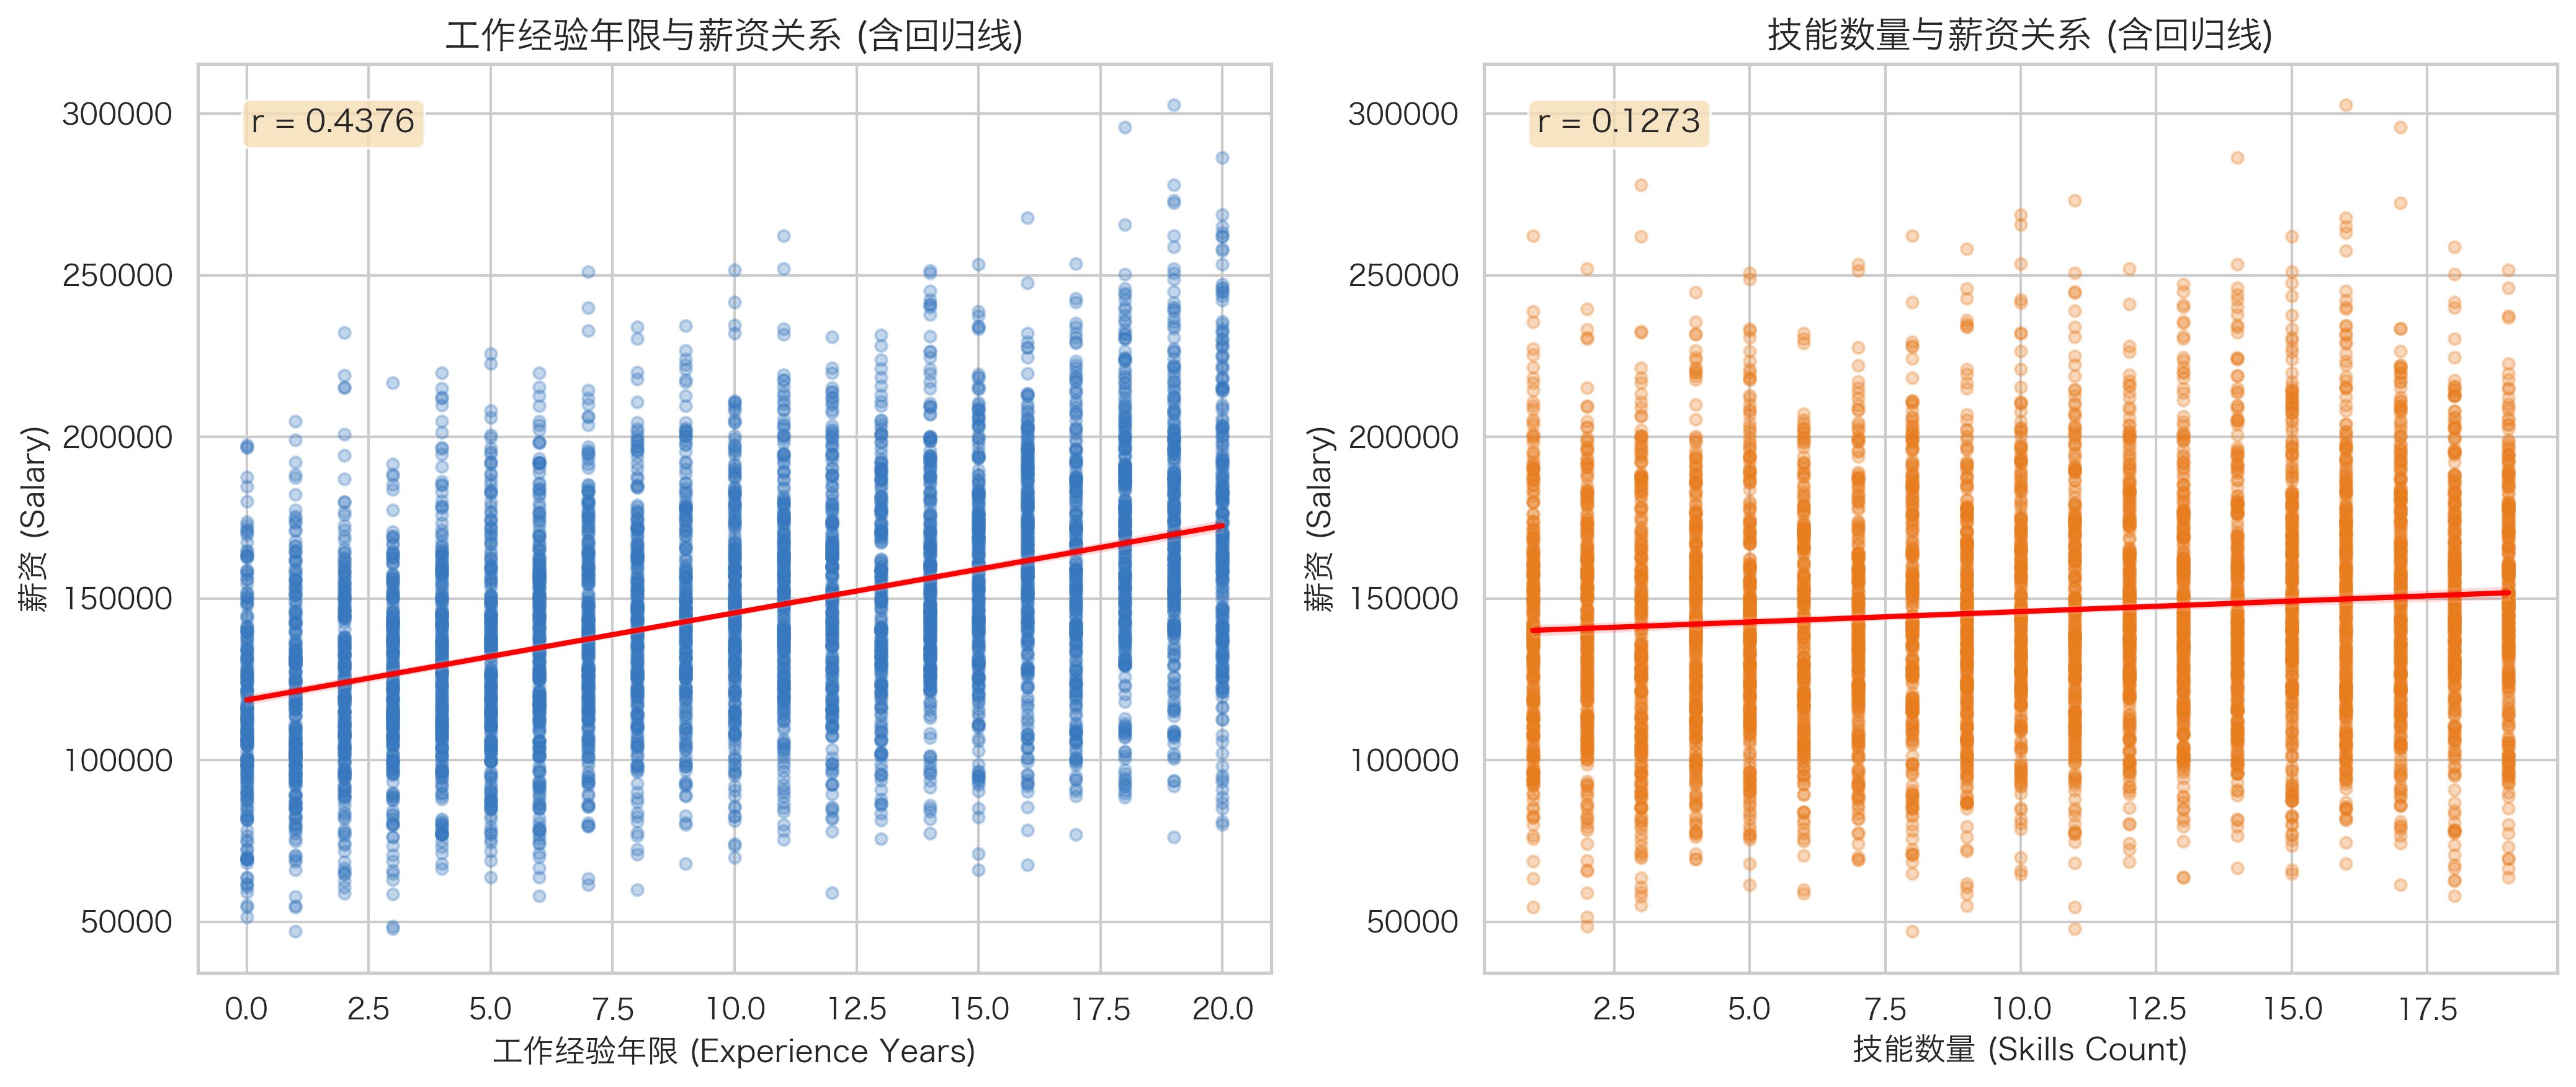 工作经验年限与薪资关系 (含回归线)
r = 0.4376
300000
250000
200000
150000
100000
50000
薪资 (Salary)
0.0 2.5 5.0 7.5 10.0 12.5 15.0 17.5 20.0
工作经验年限 (Experience Years)
技能数量与薪资关系 (含回归线)
r = 0.1273
300000
250000
200000
150000
100000
50000
薪资 (Salary)
2.5 5.0 7.5 10.0 12.5 15.0 17.5
技能数量 (Skills Count)